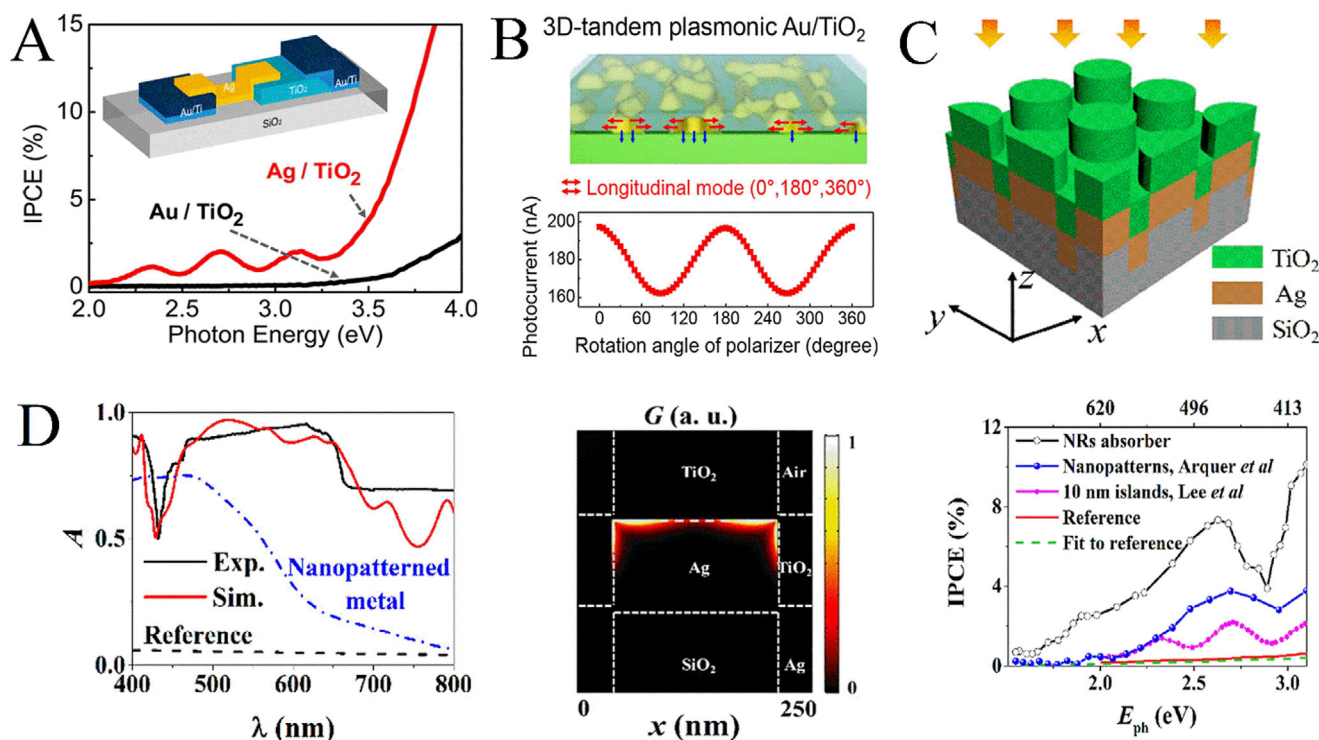 A
15
10
5
0
IPCE (%)
2.0
2.5
3.0
3.5
4.0
Photon Energy (eV)
Au/Ti
Ag
TiO₂
Au/Ti
SiO₂
Ag / TiO₂
Au / TiO₂
B
3D-tandem plasmonic Au/TiO₂
Longitudinal mode (0°,180°,360°)
Photocurrent (nA)
200
180
160
0 60 120 180 240 300 360
Rotation angle of polarizer (degree)
C
z
y
x
TiO₂
Ag
SiO₂
D
1.0
0.5
0.0
A
Exp.
Sim.
Nanopatterned
metal
Reference
400 500 600 700 800
λ (nm)
G (a. u.)
TiO₂
Air
Ag
TiO₂
SiO₂
Ag
1
0
0
250
x (nm)
620
496
413
12
8
4
0
IPCE (%)
NRs absorber
Nanopatterns, Arquer et al
10 nm islands, Lee et al
Reference
Fit to reference
2.0
2.5
3.0
Eph (eV)